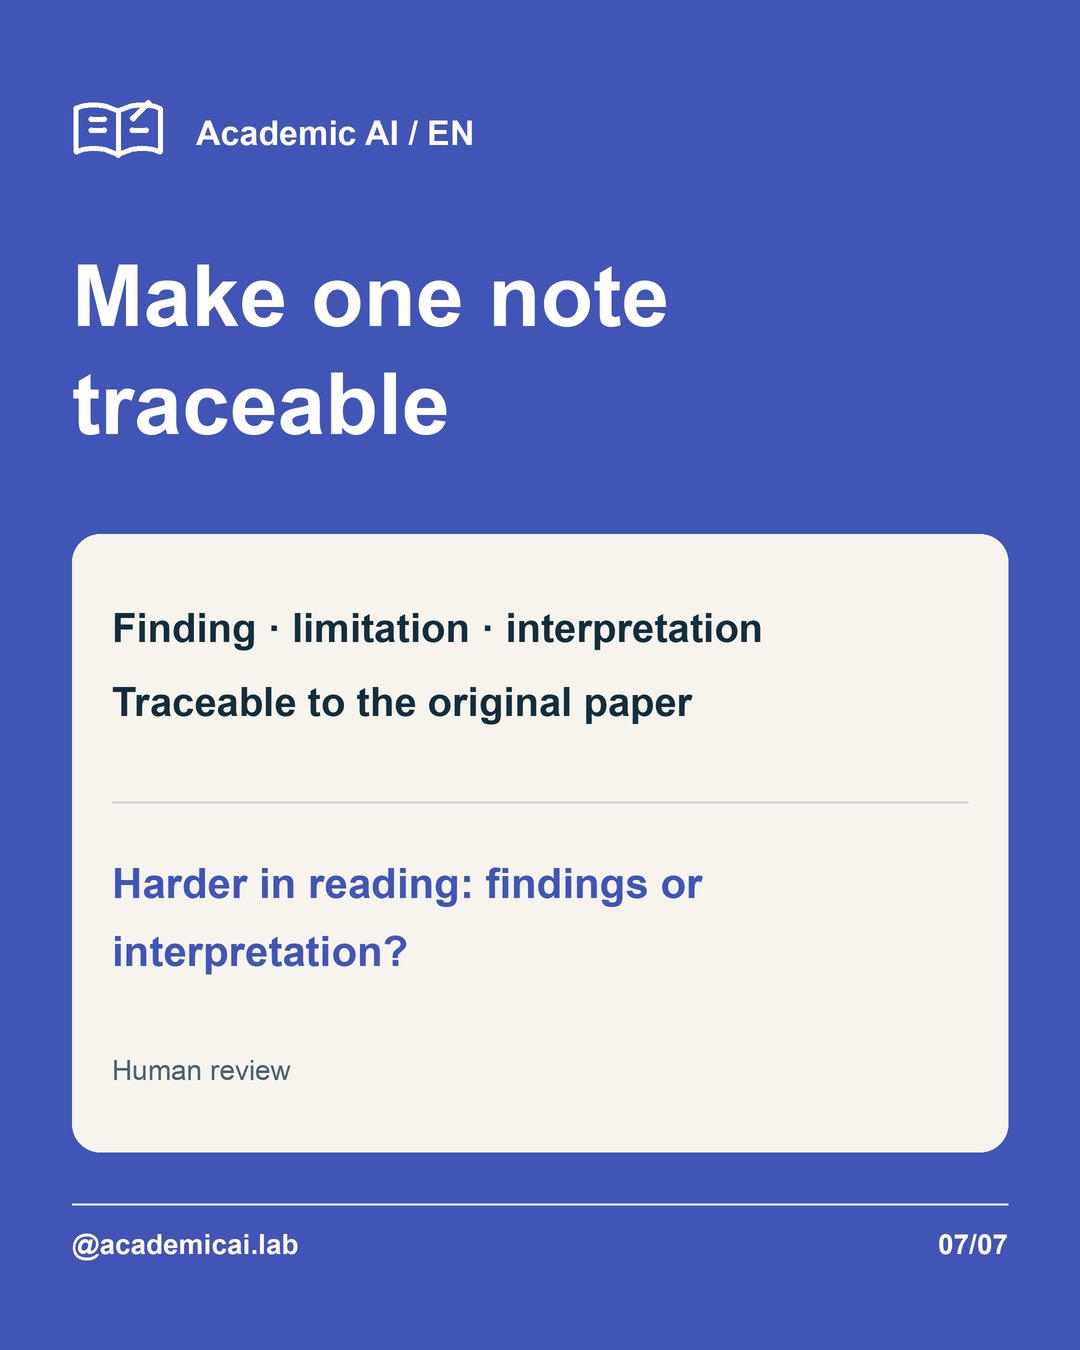 Academic AI / EN
Make one note
traceable
Finding · limitation · interpretation
Traceable to the original paper
Harder in reading: findings or
interpretation?
Human review
@academicai.lab
07/07